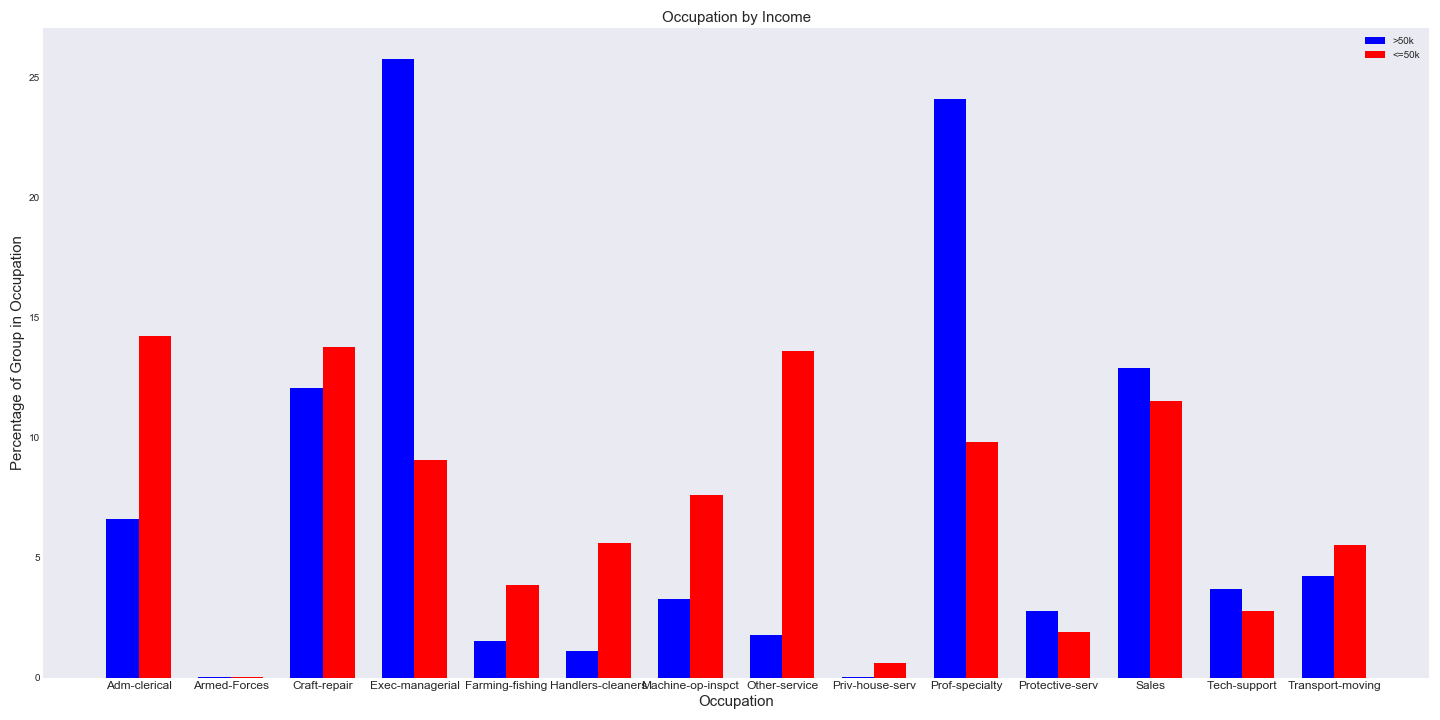 Occupation by Income
>50k
<=50k
Percentage of Group in Occupation
25
20
15
10
5
0
Adm-clerical Armed-Forces Craft-repair Exec-managerial Farming-fishing Handlers-cleaners Machine-op-inspct Other-service Priv-house-serv Prof-specialty Protective-serv Sales Tech-support Transport-moving
Occupation